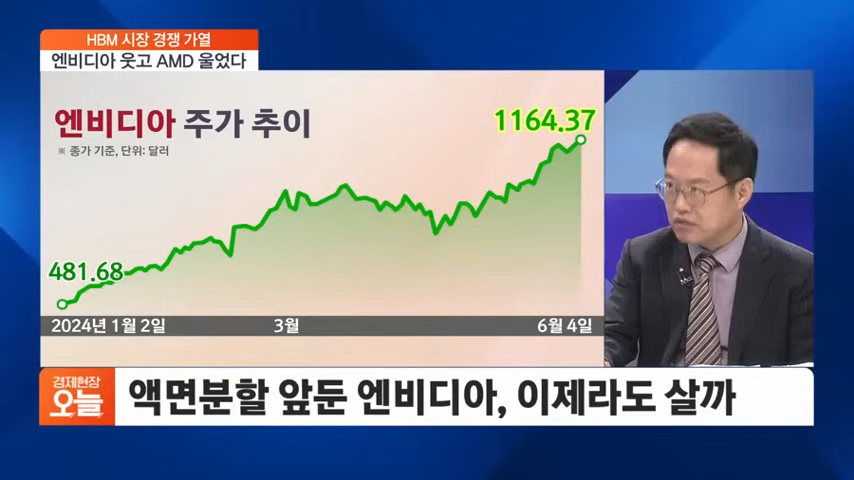 HBM 시장 경쟁 가열
엔비디아 웃고 AMD 울었다
엔비디아 주가 추이
※ 종가 기준, 단위: 달러
1164.37
481.68
2024년 1월 2일
3월
6월 4일
경제현장
오늘
액면분할 앞둔 엔비디아, 이제라도 살까